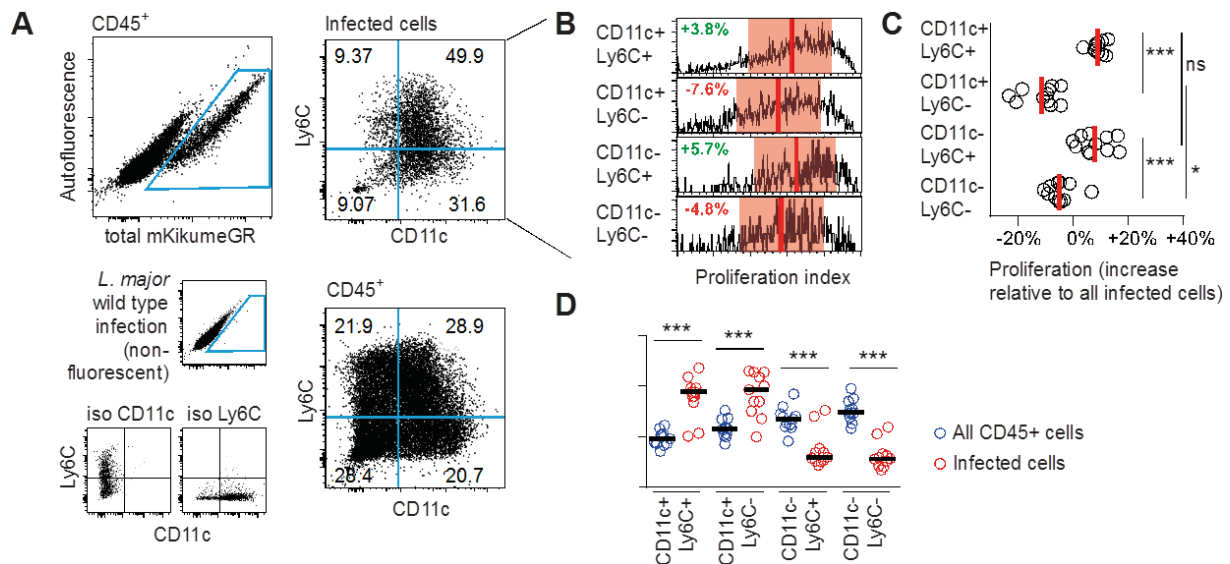 A
CD45+
Autofluorescence
total mKikumeGR
Infected cells
9.37
49.9
9.07
31.6
Ly6C
CD11c
L. major
wild type
infection
(non-
fluorescent)
iso CD11c
iso Ly6C
Ly6C
CD11c
CD45+
21.9
28.9
28.4
20.7
Ly6C
CD11c
B
CD11c+
Ly6C+
+3.8%
CD11c+
Ly6C-
-7.6%
CD11c-
Ly6C+
+5.7%
CD11c-
Ly6C-
-4.8%
Proliferation index
C
CD11c+
Ly6C+
CD11c+
Ly6C-
CD11c-
Ly6C+
CD11c-
Ly6C-
***
ns
***
*
-20%
0%
+20%
+40%
Proliferation (increase
relative to all infected cells)
D
***
***
***
***
CD11c+
Ly6C+
CD11c+
Ly6C-
CD11c-
Ly6C+
CD11c-
Ly6C-
All CD45+ cells
Infected cells